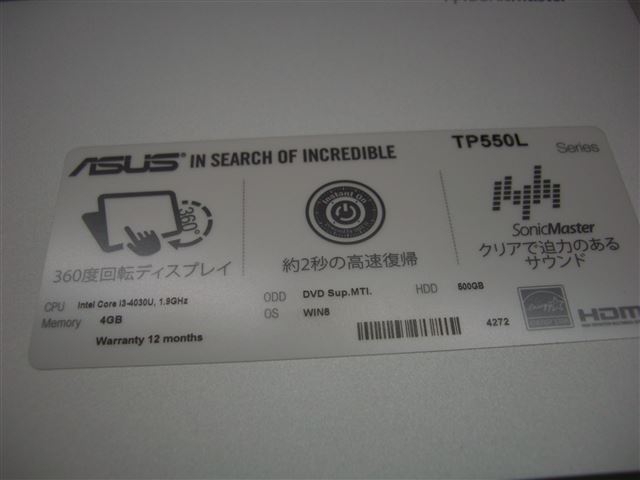 ASUS IN SEARCH OF INCREDIBLE
TP550L Series
360°
360度回転ディスプレイ
Instant On
約2秒の高速復帰
SonicMaster
クリアで迫力のある
サウンド
CPU Intel Core i3-4030U, 1.9GHz
Memory 4GB
Warranty 12 months
ODD DVD Sup.MTI.
OS WIN8
HDD 500GB
4272
HDMI